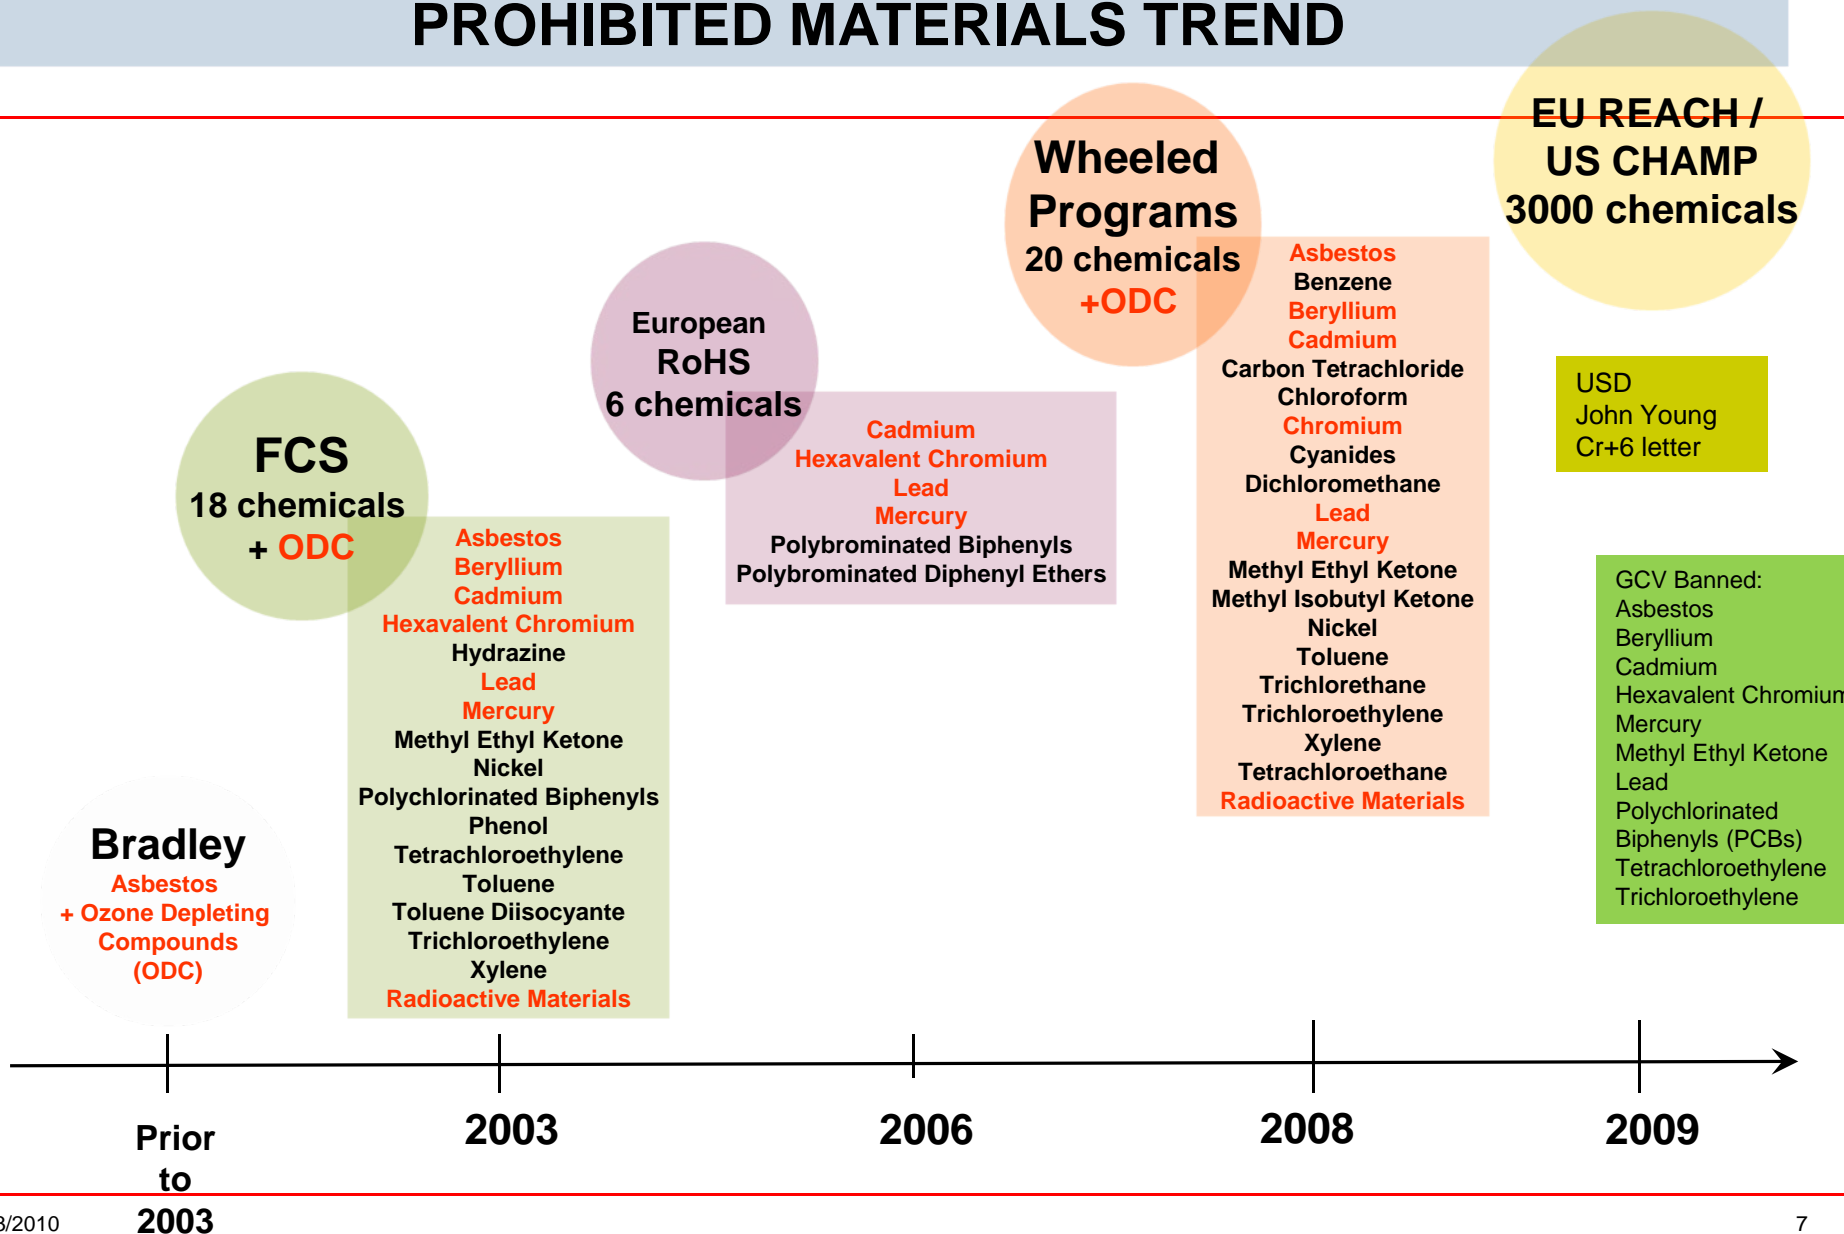 PROHIBITED MATERIALS TREND
Bradley
Asbestos
+ Ozone Depleting
Compounds
(ODC)
FCS
18 chemicals
+ ODC
Asbestos
Beryllium
Cadmium
Hexavalent Chromium
Hydrazine
Lead
Mercury
Methyl Ethyl Ketone
Nickel
Polychlorinated Biphenyls
Phenol
Tetrachloroethylene
Toluene
Toluene Diisocyante
Trichloroethylene
Xylene
Radioactive Materials
European
RoHS
6 chemicals
Cadmium
Hexavalent Chromium
Lead
Mercury
Polybrominated Biphenyls
Polybrominated Diphenyl Ethers
Wheeled
Programs
20 chemicals
+ODC
Asbestos
Benzene
Beryllium
Cadmium
Carbon Tetrachloride
Chloroform
Chromium
Cyanides
Dichloromethane
Lead
Mercury
Methyl Ethyl Ketone
Methyl Isobutyl Ketone
Nickel
Toluene
Trichlorethane
Trichloroethylene
Xylene
Tetrachloroethane
Radioactive Materials
EU REACH /
US CHAMP
3000 chemicals
USD
John Young
Cr+6 letter
GCV Banned:
Asbestos
Beryllium
Cadmium
Hexavalent Chromium
Mercury
Methyl Ethyl Ketone
Lead
Polychlorinated
Biphenyls (PCBs)
Tetrachloroethylene
Trichloroethylene
Prior
to
2003
2003
2006
2008
2009
3/2010
7